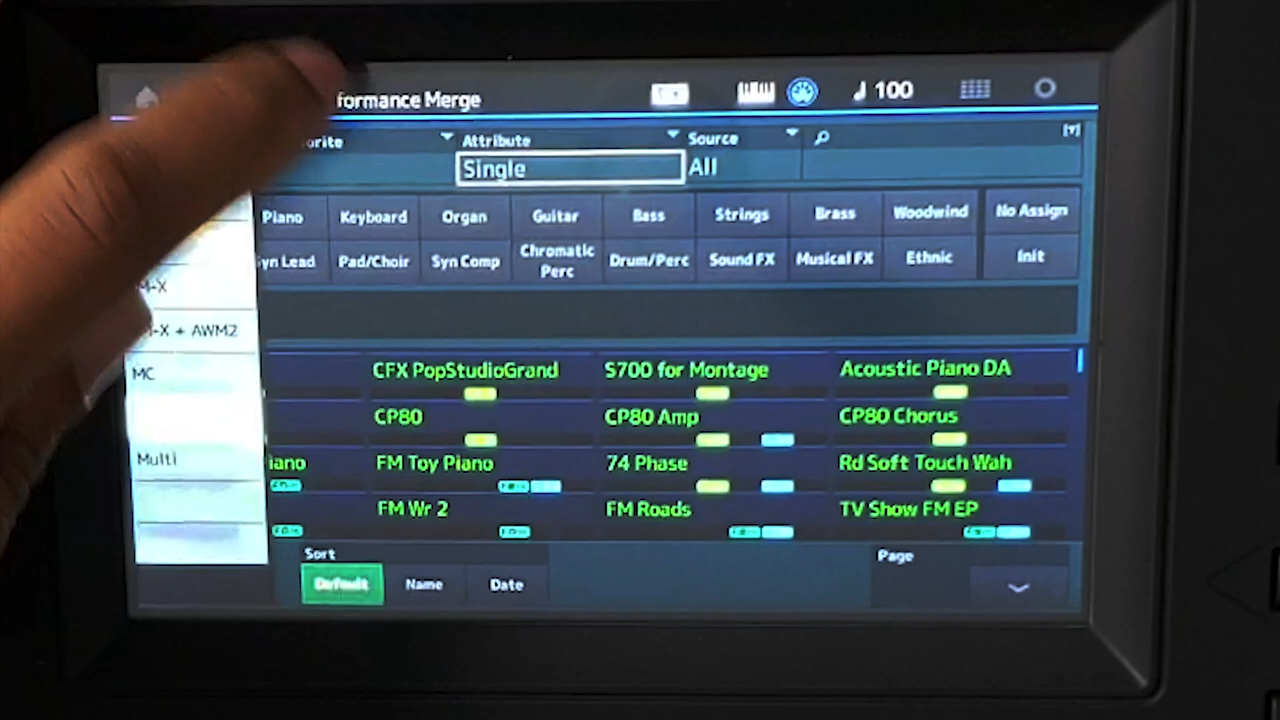 formance Merge 100
orite Attribute Source
Single All
Piano Keyboard Organ Guitar Bass Strings Brass Woodwind No Assign
yn Lead Pad/Choir Syn Comp Chromatic Perc Drum/Perc Sound FX Musical FX Ethnic Init
M-X
M-X + AWM2
MC
Multi
CFX PopStudioGrand S700 for Montage Acoustic Piano DA
CP80 CP80 Amp CP80 Chorus
iano FM Toy Piano 74 Phase Rd Soft Touch Wah
FM Wr 2 FM Roads TV Show FM EP
Sort Page
Default Name Date